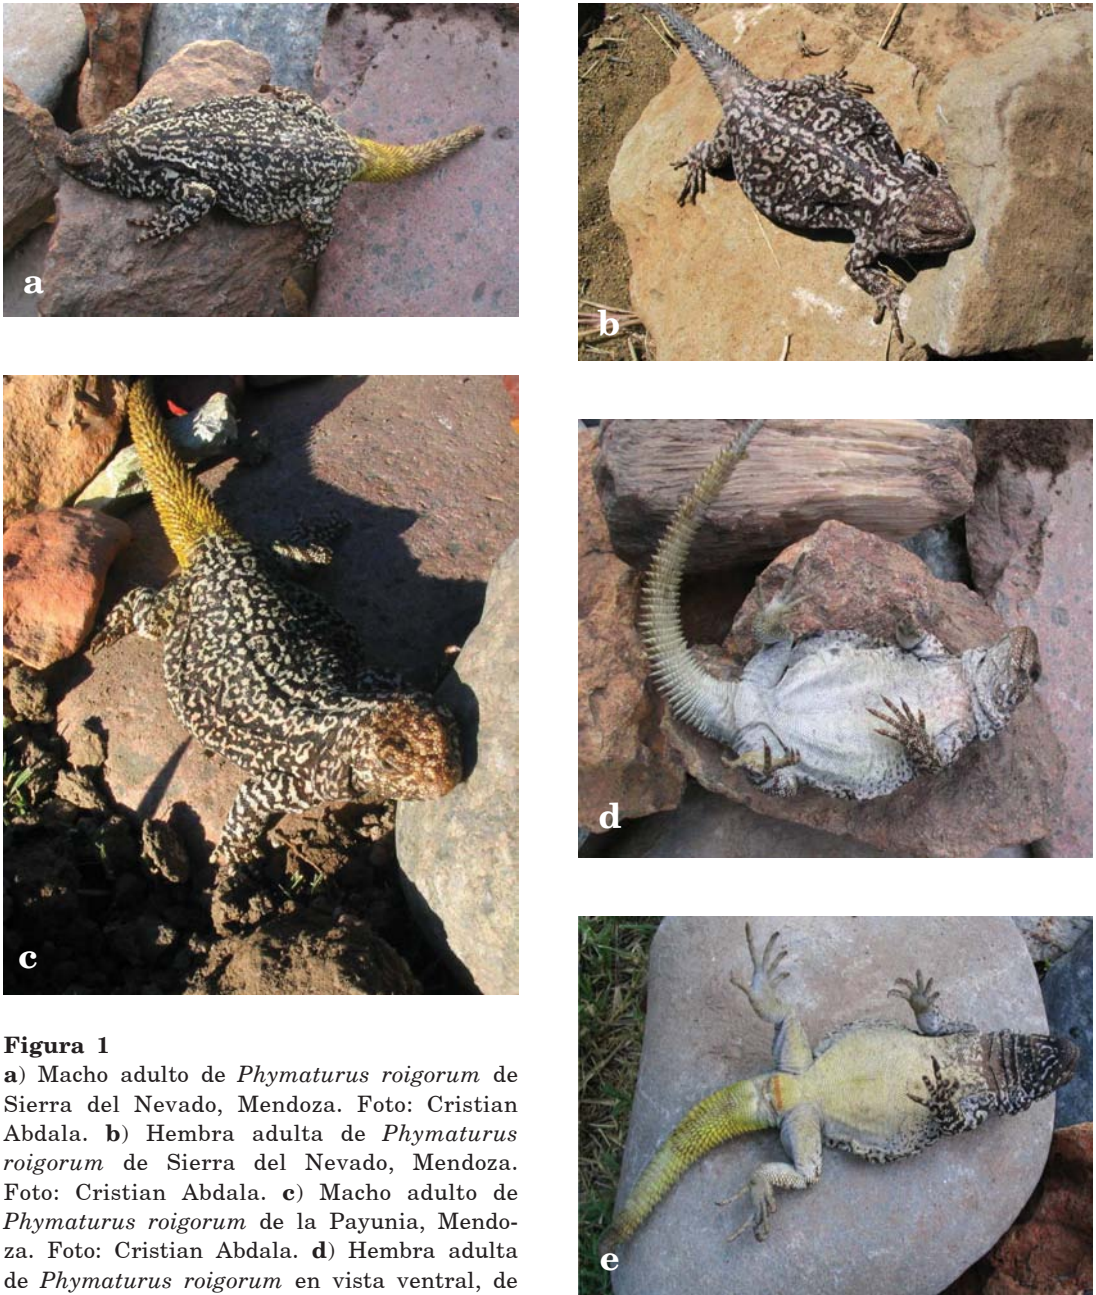 a
b
c
d
e
Figura 1
a) Macho adulto de Phymaturus roigorum de
Sierra del Nevado, Mendoza. Foto: Cristian
Abdala. b) Hembra adulta de Phymaturus
roigorum de Sierra del Nevado, Mendoza.
Foto: Cristian Abdala. c) Macho adulto de
Phymaturus roigorum de la Payunia, Mendo-
za. Foto: Cristian Abdala. d) Hembra adulta
de Phymaturus roigorum en vista ventral, de